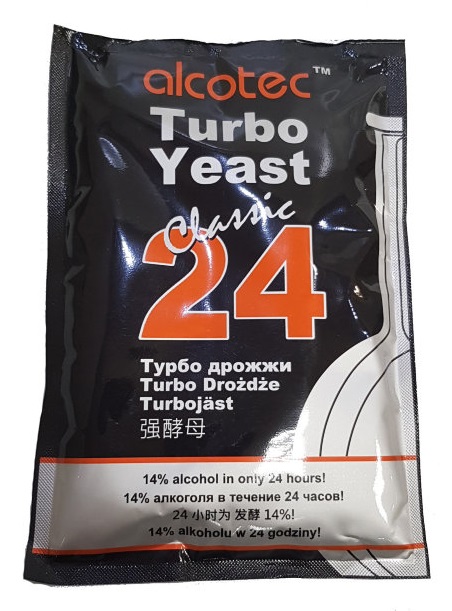 alcotec™
Turbo
Yeast
Classic
24
Турбо дрожжи
Turbo Drożdże
Turbojäst
强酵母
14% alcohol in only 24 hours!
14% алкоголя в течение 24 часов!
24 小时为 发酵 14%!
14% alkoholu w 24 godziny!